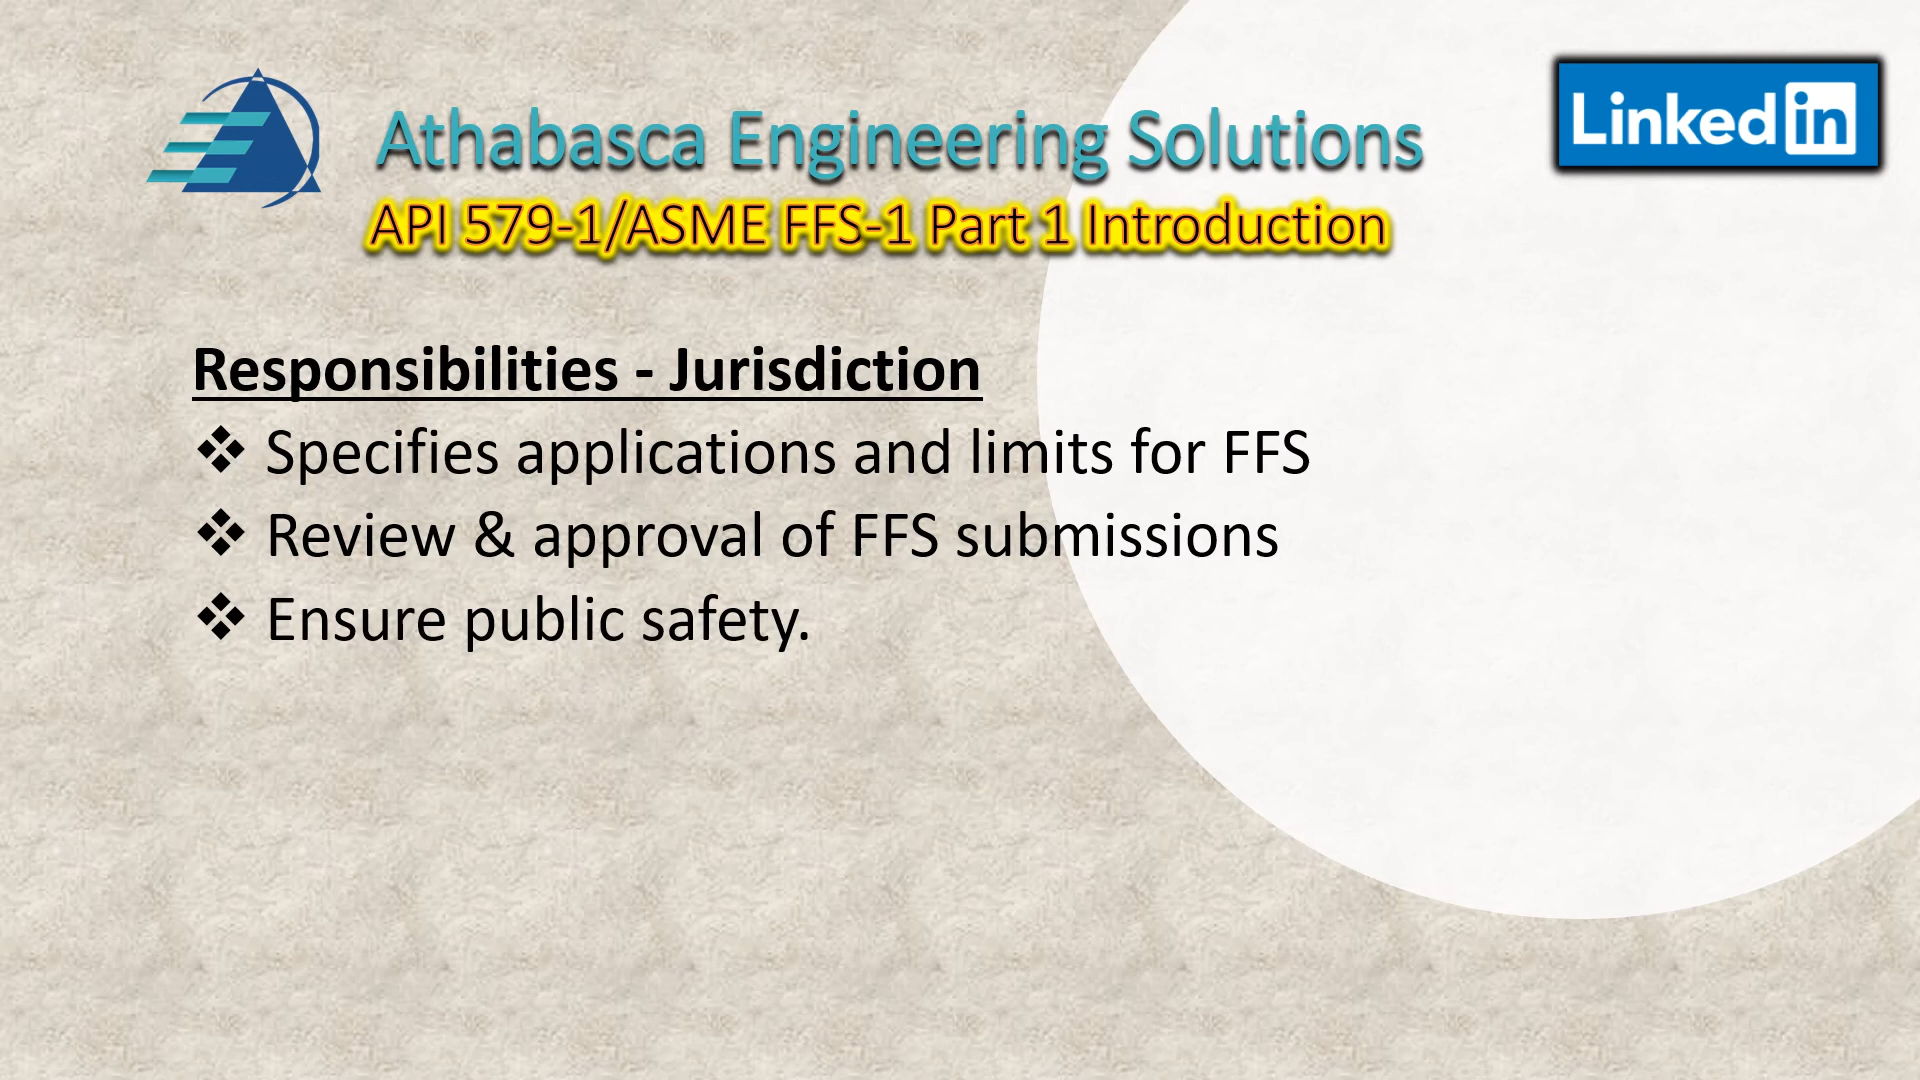 Athabasca Engineering Solutions
LinkedIn
API 579-1/ASME FFS-1 Part 1 Introduction
Responsibilities - Jurisdiction
❖ Specifies applications and limits for FFS
❖ Review & approval of FFS submissions
❖ Ensure public safety.